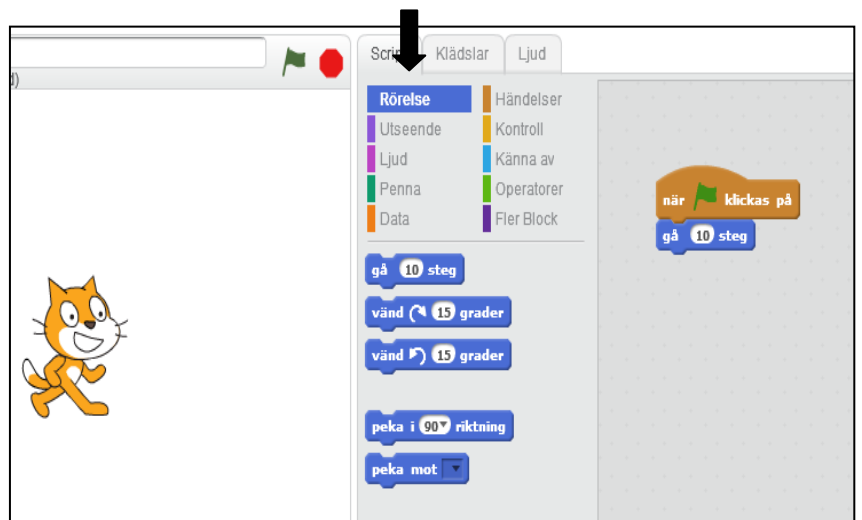 Klädslar
Ljud
Rörelse
Händelser
Utseende
Kontroll
Ljud
Känna av
Penna
Operatorer
Data
Fler Block
när klickas på
gå 10 steg
gå 10 steg
vänd 15 grader
vänd 15 grader
peka i 90 riktning
peka mot